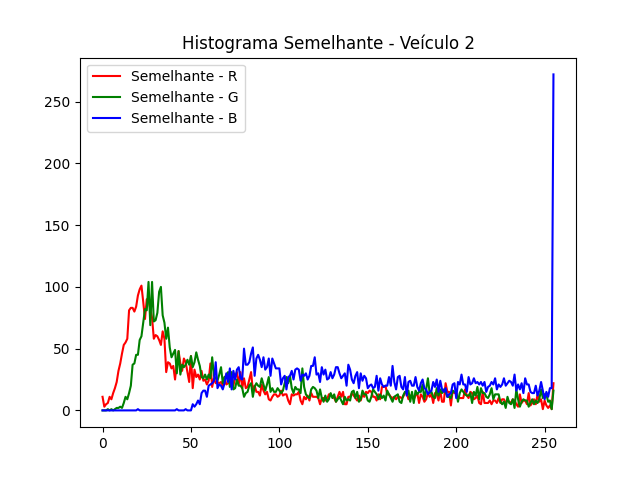 Histograma Semelhante - Veículo 2
Semelhante - R
Semelhante - G
Semelhante - B
250
200
150
100
50
0
0 50 100 150 200 250